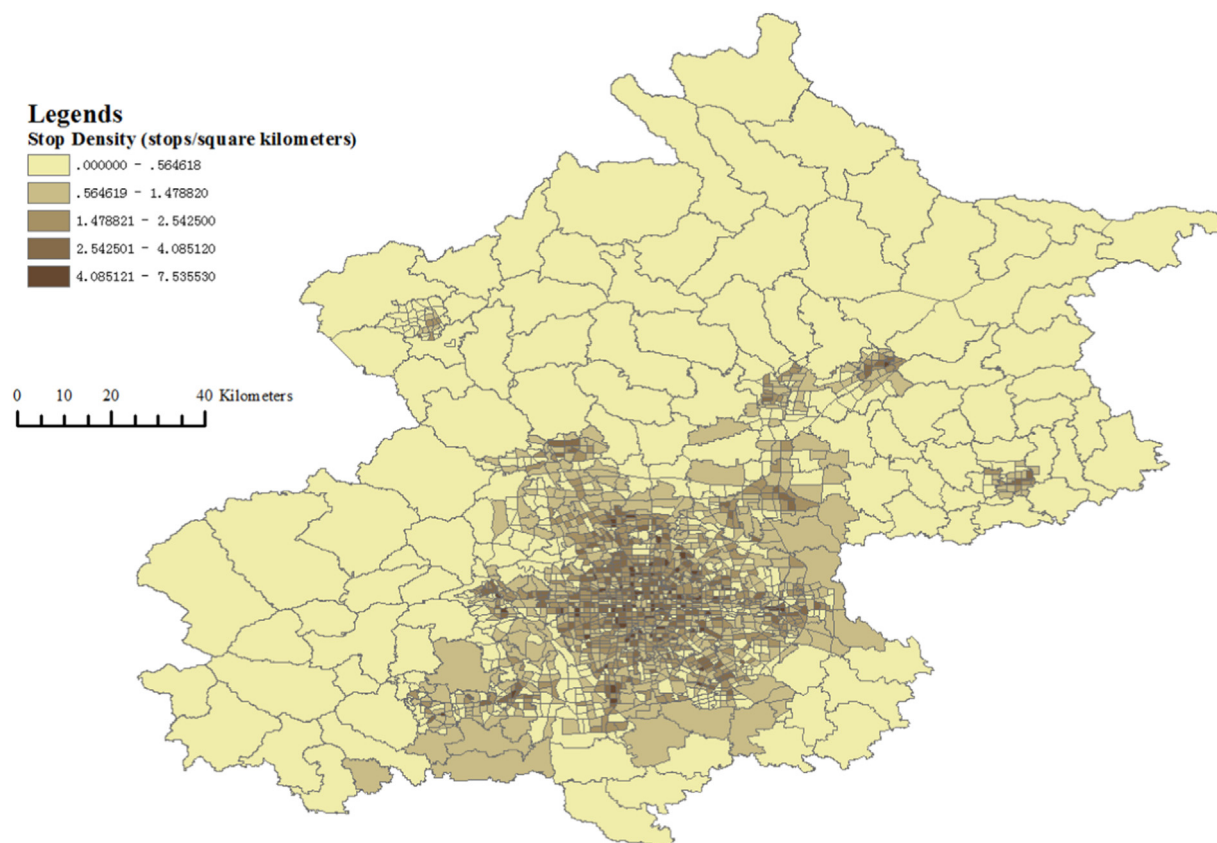 Legends
Stop Density (stops/square kilometers)
.000000 - .564618
.564619 - 1.478820
1.478821 - 2.542500
2.542501 - 4.085120
4.085121 - 7.535530
0 10 20 40 Kilometers